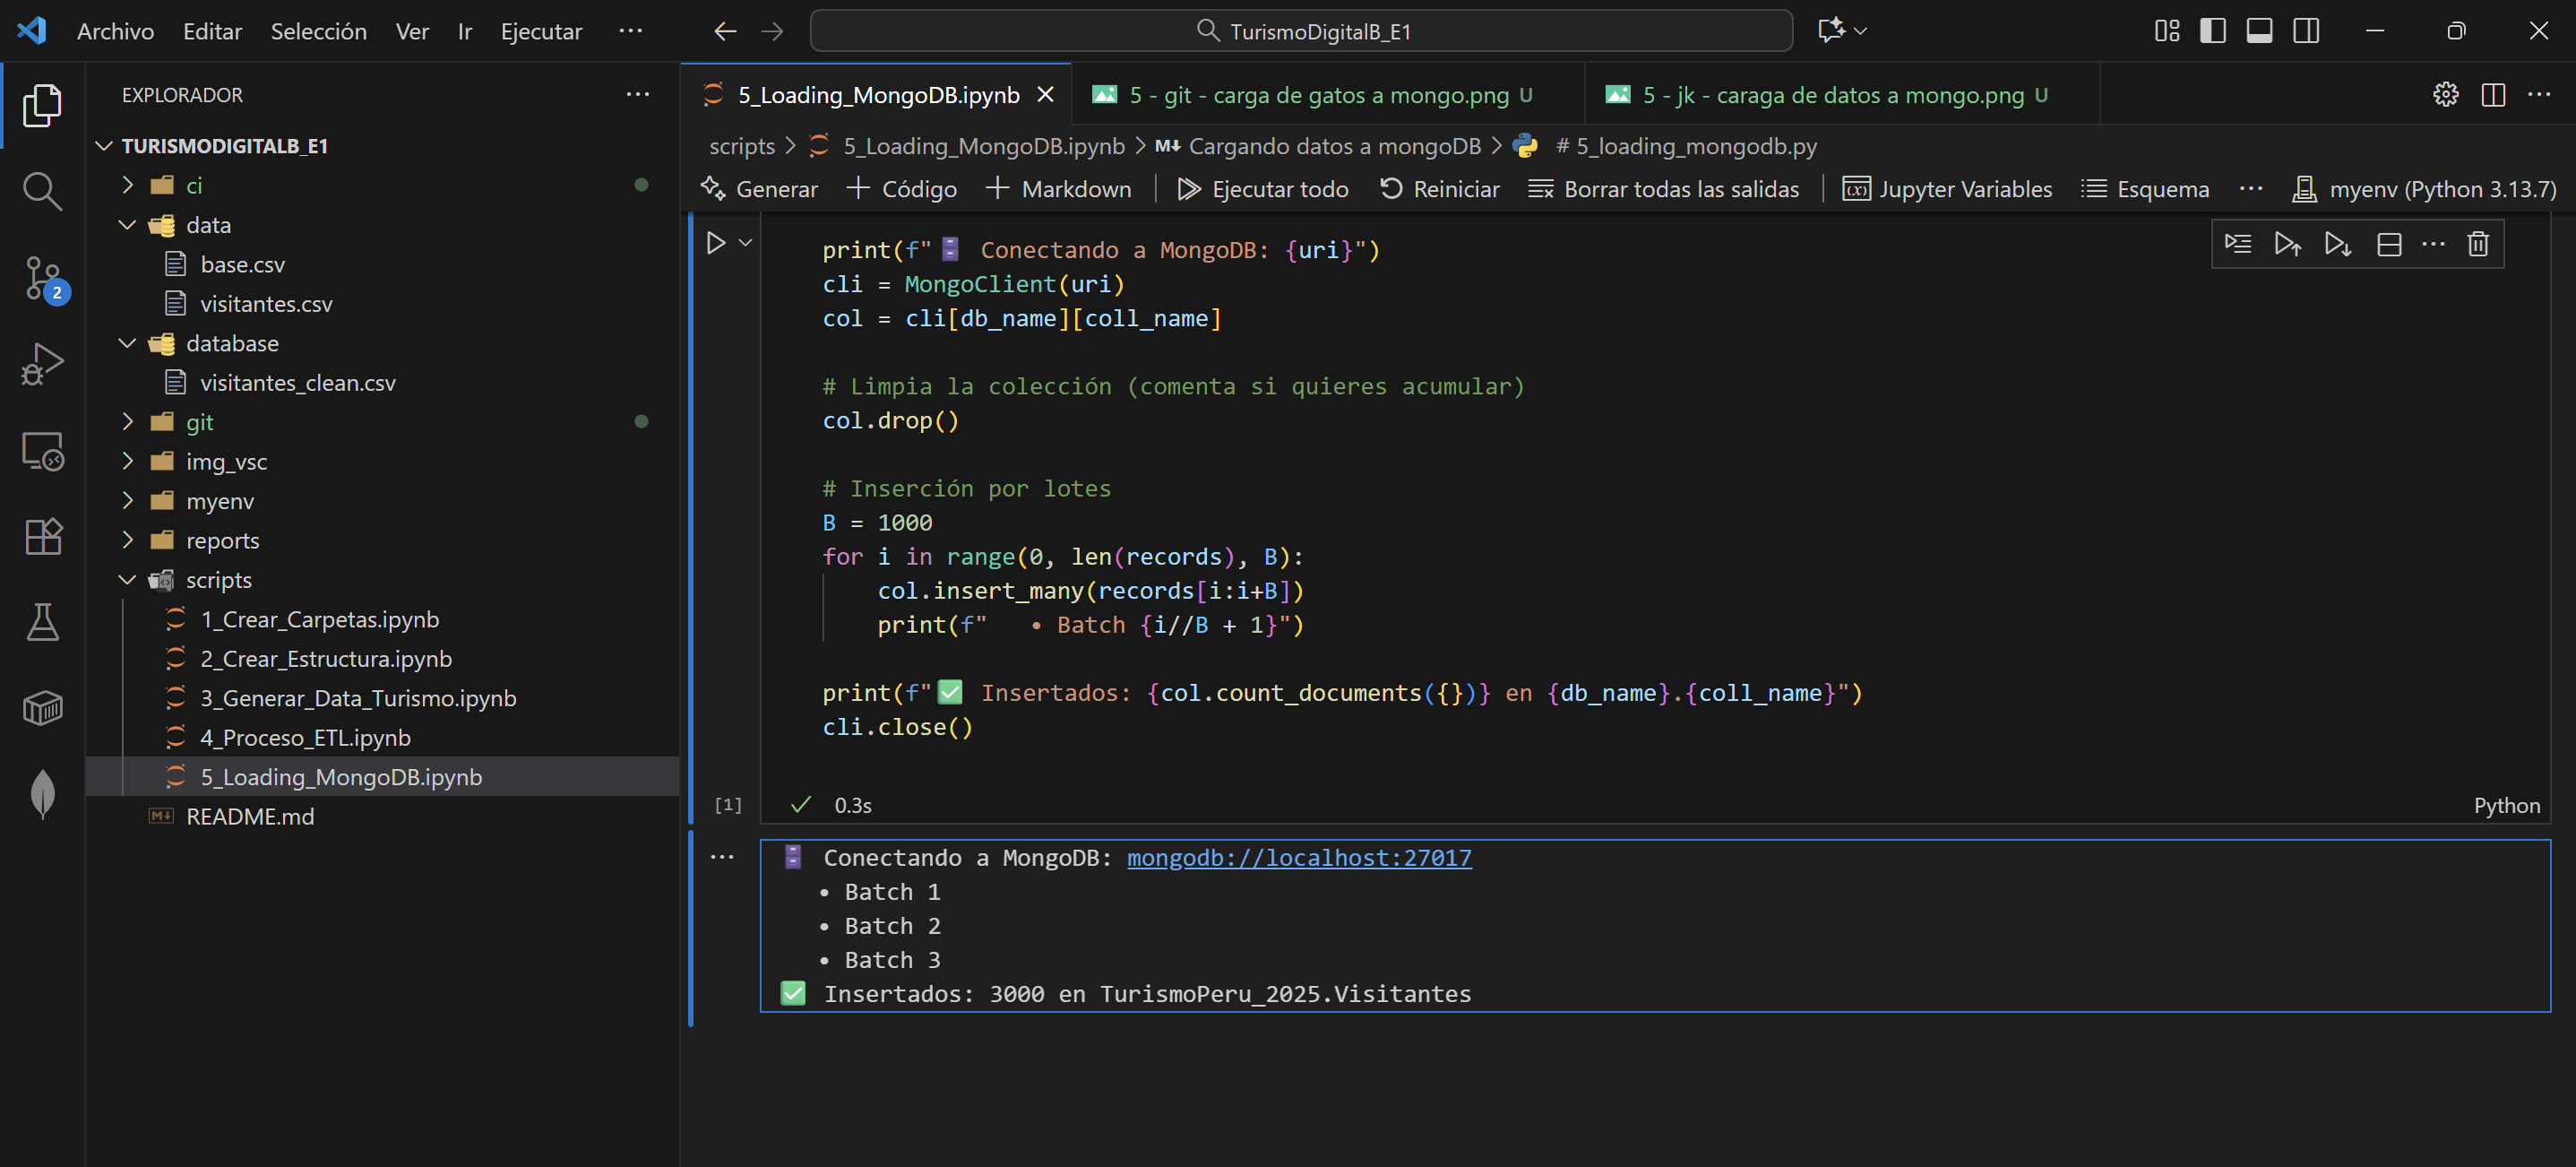 Archivo Editar Selección Ver Ir Ejecutar ···
TurismoDigitalB_E1
EXPLORADOR
TURISMODIGITALB_E1
ci
data
base.csv
visitantes.csv
database
visitantes_clean.csv
git
img_vsc
myenv
reports
scripts
1_Crear_Carpetas.ipynb
2_Crear_Estructura.ipynb
3_Generar_Data_Turismo.ipynb
4_Proceso_ETL.ipynb
5_Loading_MongoDB.ipynb
README.md
2
5_Loading_MongoDB.ipynb
5 - git - carga de gatos a mongo.png U
5 - jk - caraga de datos a mongo.png U
scripts > 5_Loading_MongoDB.ipynb > M↓ Cargando datos a mongoDB > # 5_loading_mongodb.py
Generar + Código + Markdown | Ejecutar todo Reiniciar Borrar todas las salidas | Jupyter Variables Esquema ··· myenv (Python 3.13.7)
print(f"🗄️ Conectando a MongoDB: {uri}")
cli = MongoClient(uri)
col = cli[db_name][coll_name]
# Limpia la colección (comenta si quieres acumular)
col.drop()
# Inserción por lotes
B = 1000
for i in range(0, len(records), B):
col.insert_many(records[i:i+B])
print(f"   • Batch {i//B + 1}")
print(f"✅ Insertados: {col.count_documents({})} en {db_name}.{coll_name}")
cli.close()
[1] ✓ 0.3s
Python
🗄️ Conectando a MongoDB: mongodb://localhost:27017
• Batch 1
• Batch 2
• Batch 3
✅ Insertados: 3000 en TurismoPeru_2025.Visitantes